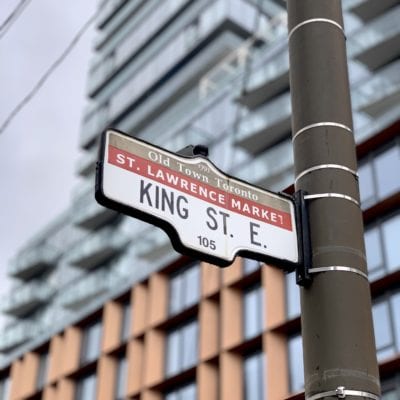 Old Town Toronto
ST. LAWRENCE MARKET
KING ST. E.
105